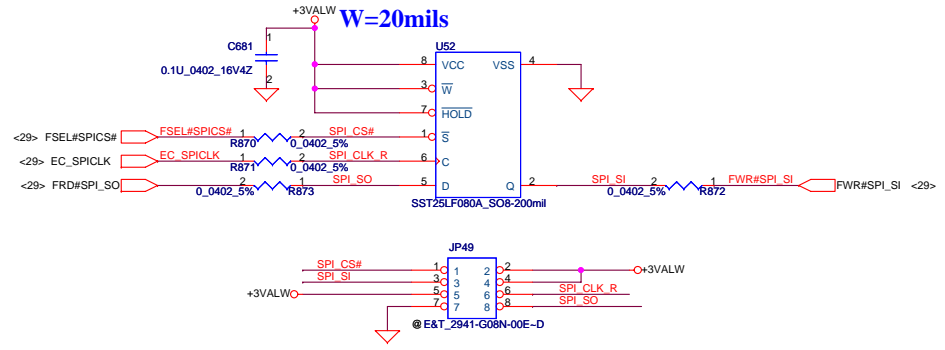 +3VALW W=20mils
C681
1
2
0.1U_0402_16V4Z
U52
8 VCC VSS 4
3 W
7 HOLD
<29> FSEL#SPICS# FSEL#SPICS# 1 R870 2 0_0402_5% SPI_CS# 1 S
<29> EC_SPICLK EC_SPICLK 1 R871 2 0_0402_5% SPI_CLK_R 6 C
<29> FRD#SPI_SO 2 0_0402_5% 1 R873 SPI_SO 5 D Q 2 SPI_SI 2 0_0402_5% 1 R872 FWR#SPI_SI FWR#SPI_SI <29>
SST25LF080A_SO8-200mil
JP49
SPI_CS# 1 1 2 2 +3VALW
SPI_SI 3 3 4 4
+3VALW 5 5 6 6 SPI_CLK_R
7 7 8 8 SPI_SO
@ E&T_2941-G08N-00E~D